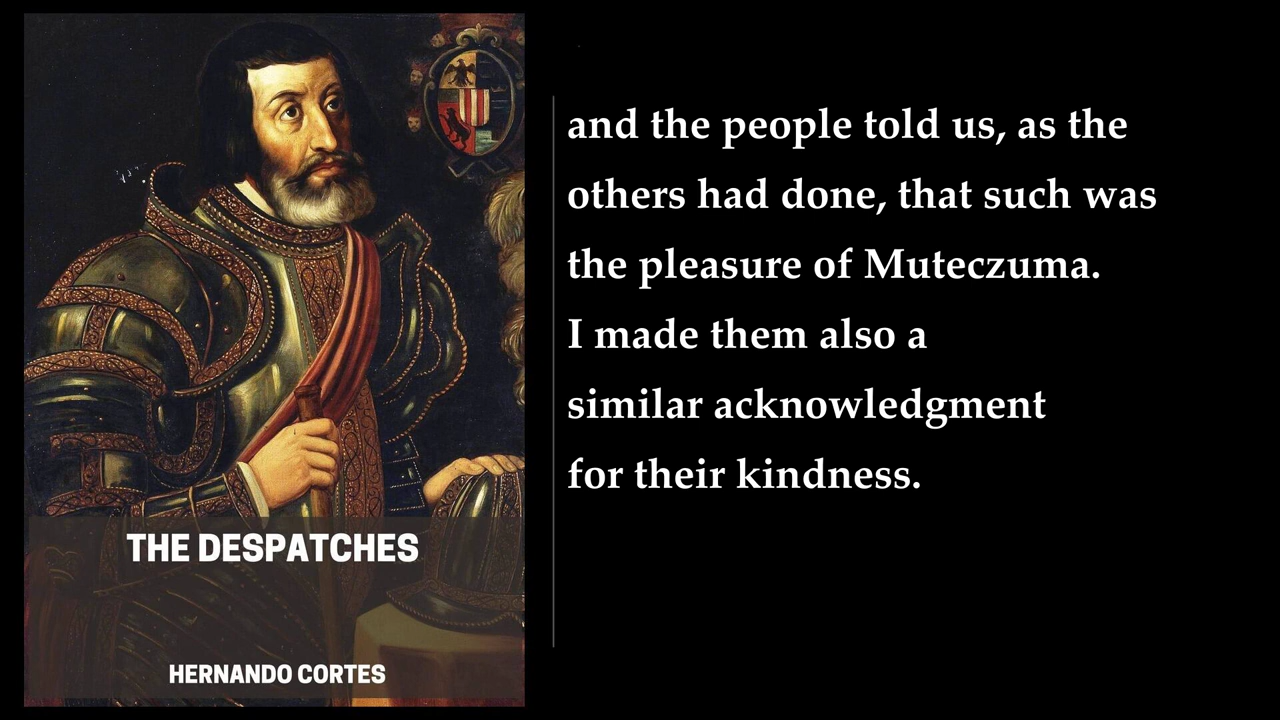 THE DESPATCHES
HERNANDO CORTES
and the people told us, as the
others had done, that such was
the pleasure of Muteczuma.
I made them also a
similar acknowledgment
for their kindness.